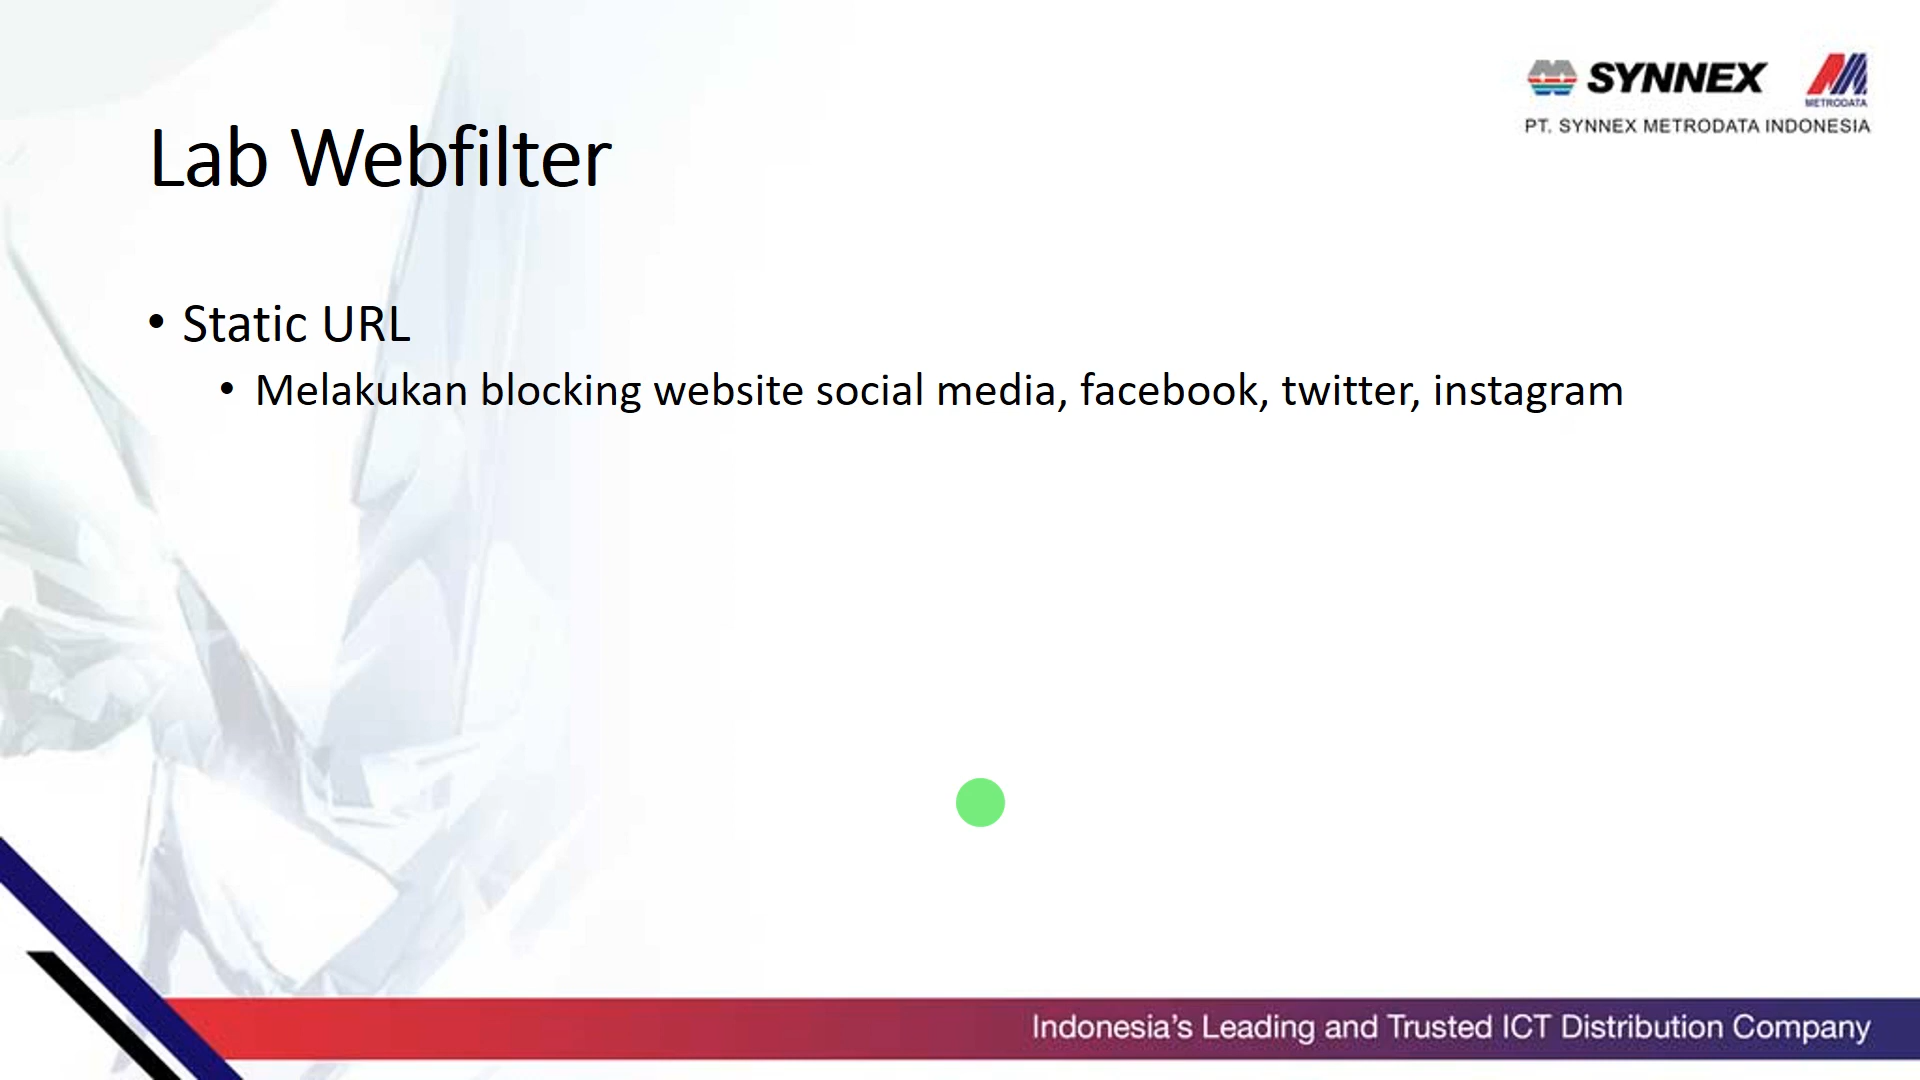 SYNNEX
METRODATA
PT. SYNNEX METRODATA INDONESIA
Lab Webfilter
• Static URL
• Melakukan blocking website social media, facebook, twitter, instagram
Indonesia's Leading and Trusted ICT Distribution Company